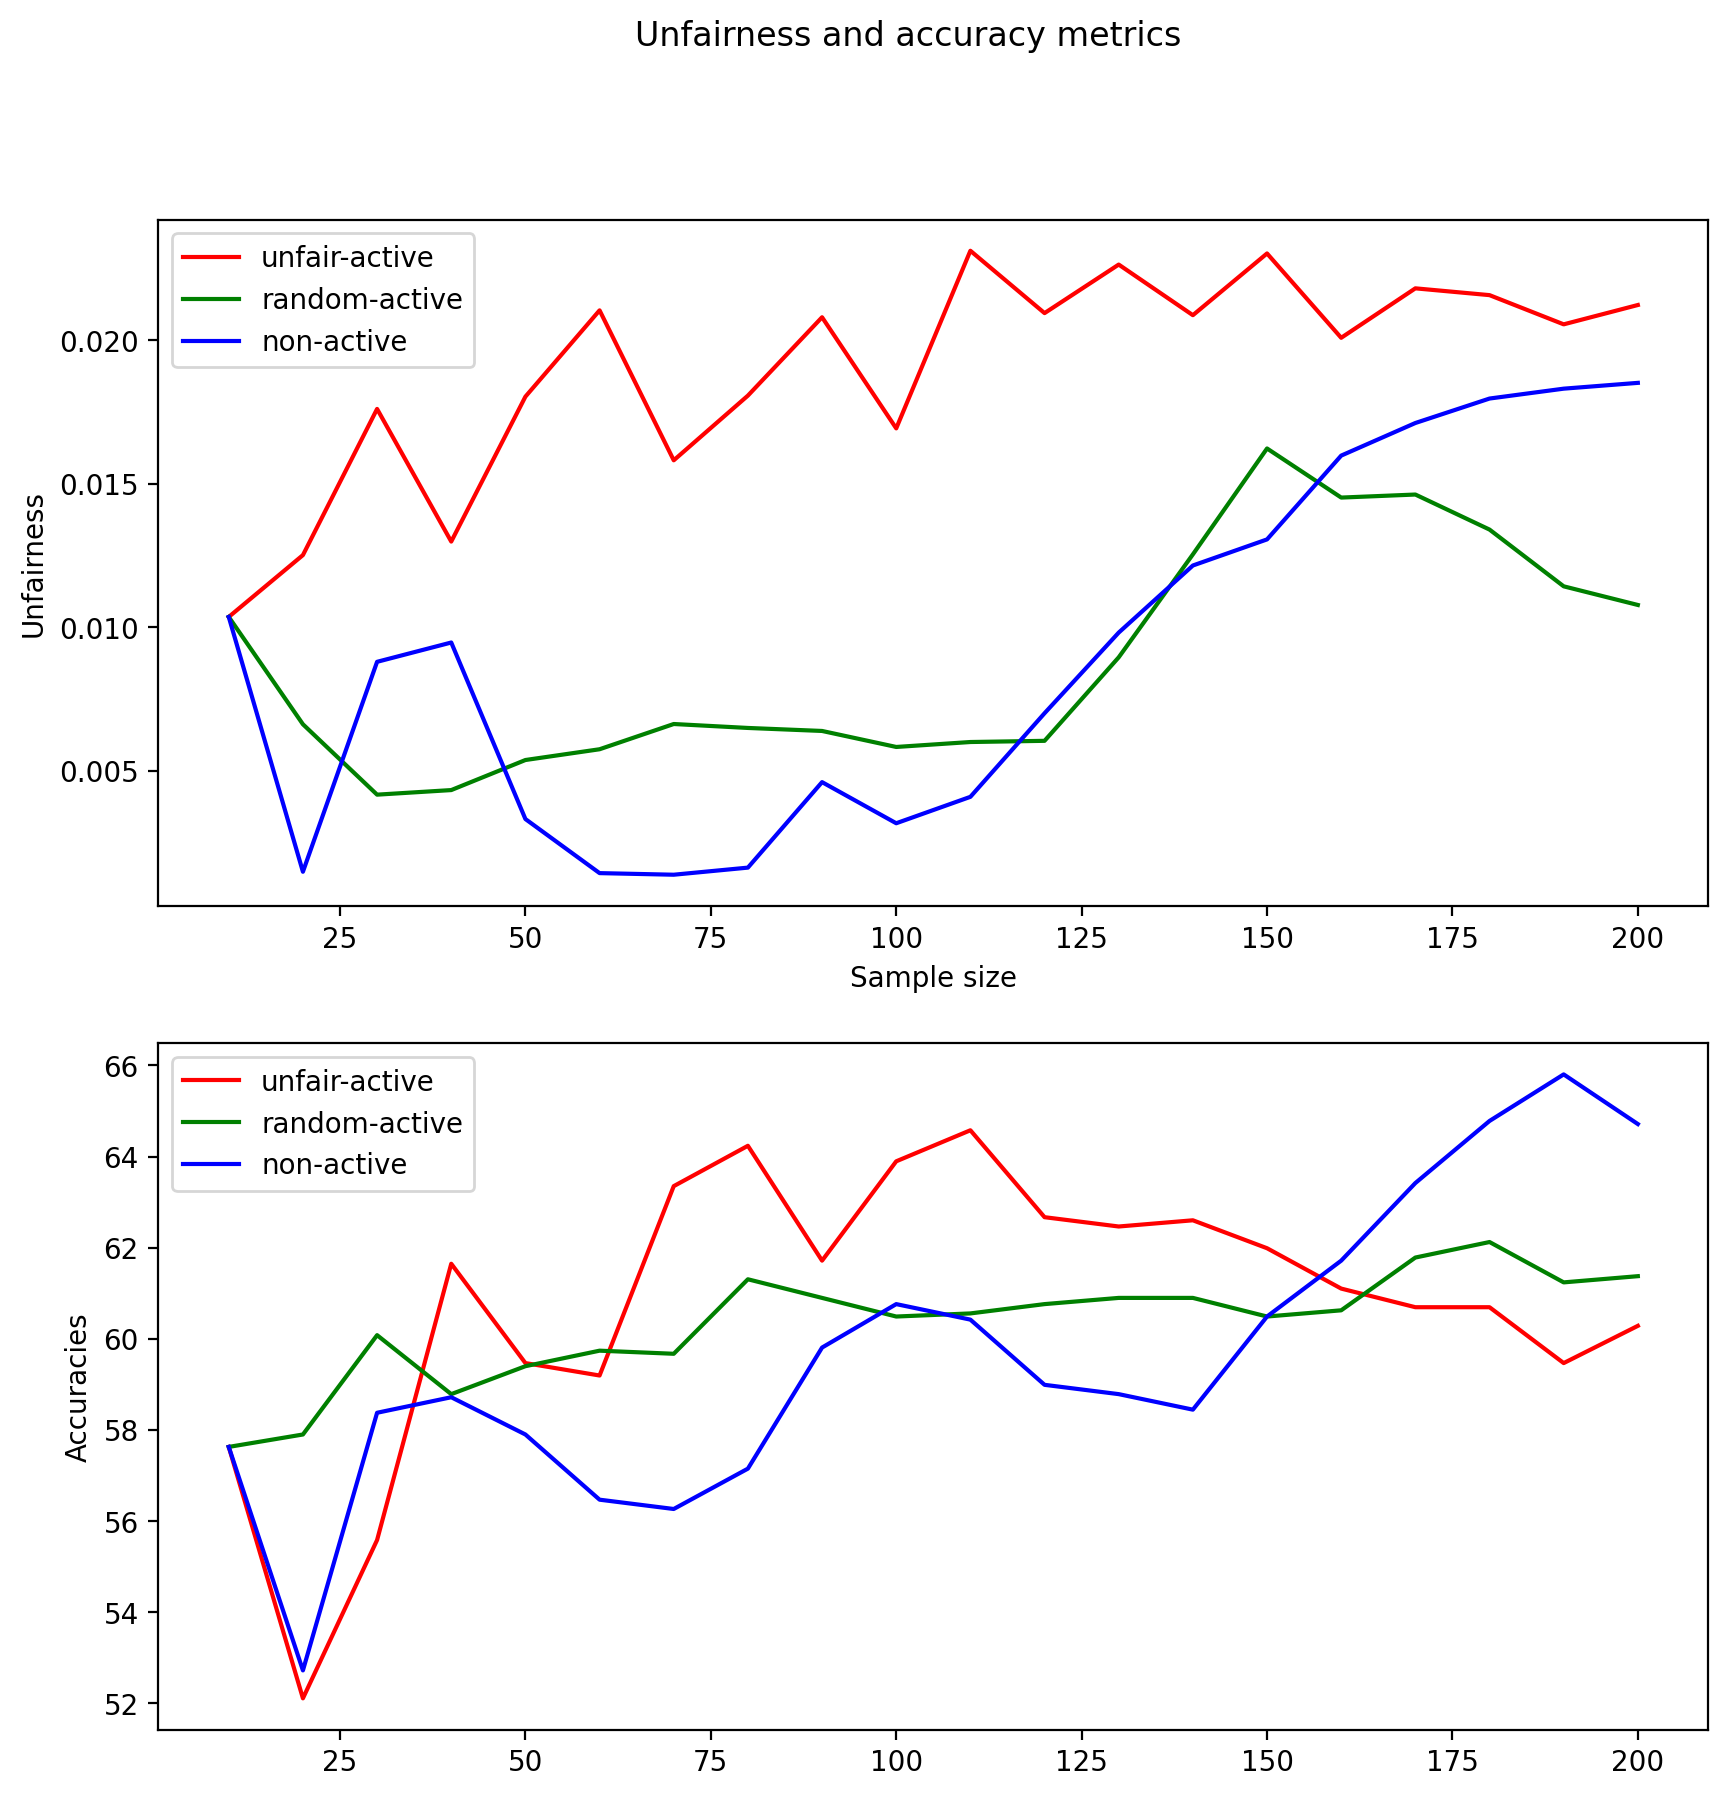 Unfairness and accuracy metrics
unfair-active
random-active
non-active
0.020
0.015
0.010
0.005
Unfairness
25 50 75 100 125 150 175 200
Sample size
unfair-active
random-active
non-active
66
64
62
60
58
56
54
52
Accuracies
25 50 75 100 125 150 175 200